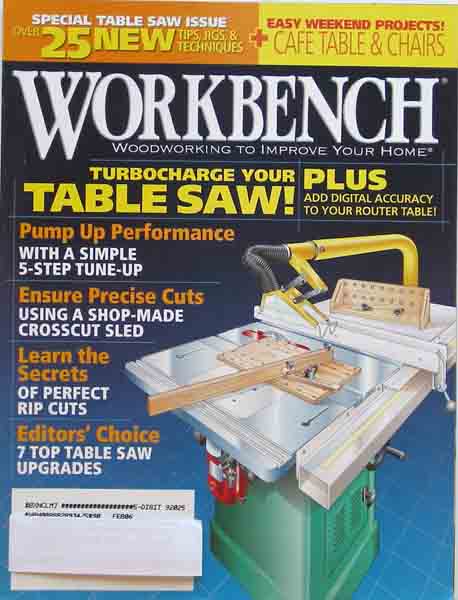 SPECIAL TABLE SAW ISSUE
OVER 25 NEW TIPS, JIGS, & TECHNIQUES
+ EASY WEEKEND PROJECTS!
CAFE TABLE & CHAIRS
WORKBENCH®
WOODWORKING TO IMPROVE YOUR HOME®
TURBOCHARGE YOUR
TABLE SAW!
PLUS
ADD DIGITAL ACCURACY
TO YOUR ROUTER TABLE!
Pump Up Performance
WITH A SIMPLE
5-STEP TUNE-UP
Ensure Precise Cuts
USING A SHOP-MADE
CROSSCUT SLED
Learn the
Secrets
OF PERFECT
RIP CUTS
Editors' Choice
7 TOP TABLE SAW
UPGRADES
5-DIGIT 92025
FEB06